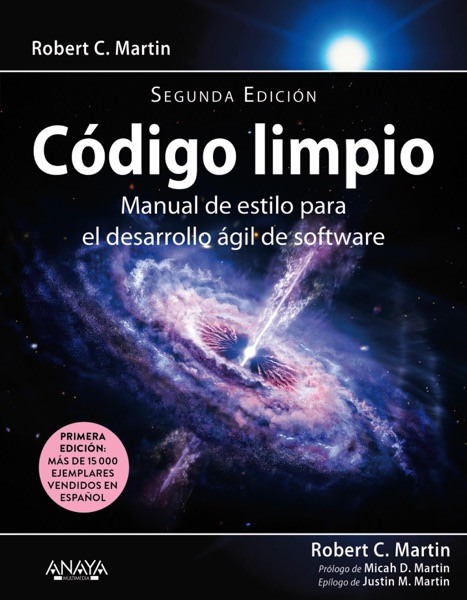 Robert C. Martin
SEGUNDA EDICIÓN
Código limpio
Manual de estilo para
el desarrollo ágil de software
PRIMERA
EDICIÓN:
MÁS DE 15 000
EJEMPLARES
VENDIDOS EN
ESPAÑOL
ANAYA
MULTIMEDIA
Robert C. Martin
Prólogo de Micah D. Martin
Epílogo de Justin M. Martin